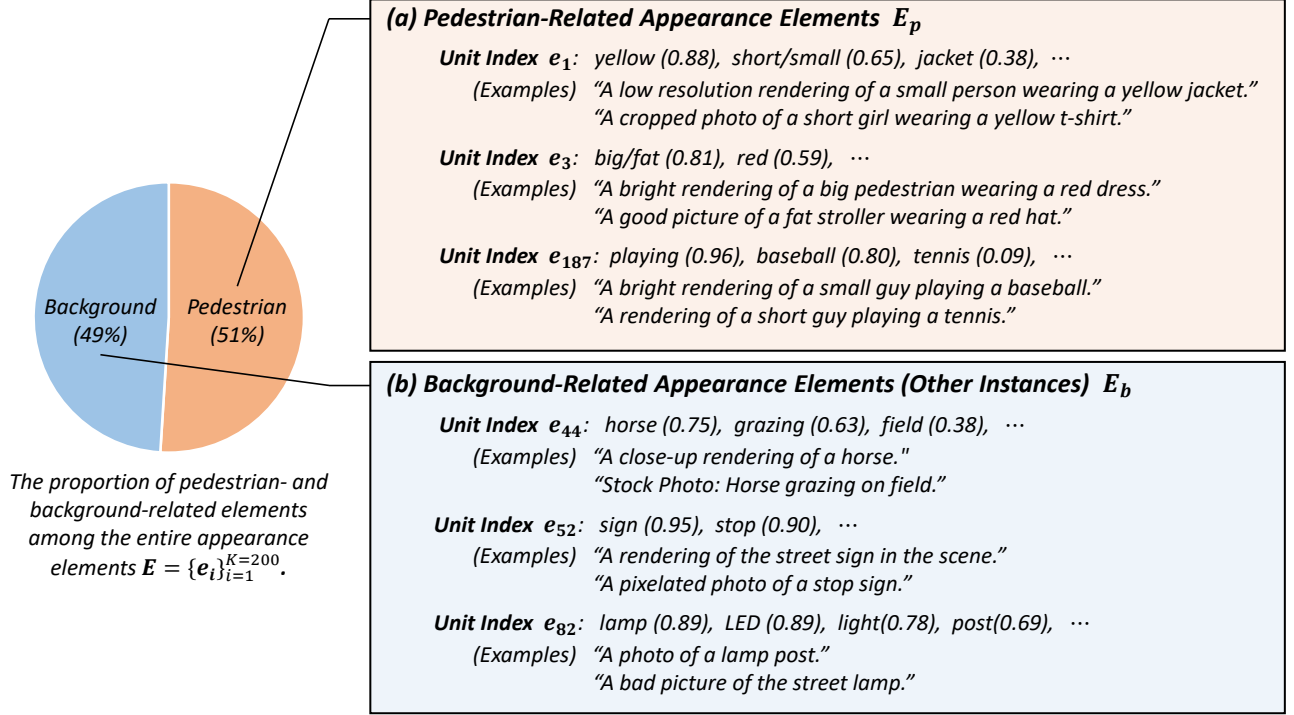 Background
(49%)
Pedestrian
(51%)
The proportion of pedestrian- and
background-related elements
among the entire appearance
elements E = {e_i}_{i=1}^{K=200}.
(a) Pedestrian-Related Appearance Elements E_p
Unit Index e_1: yellow (0.88), short/small (0.65), jacket (0.38), ⋯
(Examples) “A low resolution rendering of a small person wearing a yellow jacket.”
“A cropped photo of a short girl wearing a yellow t-shirt.”
Unit Index e_3: big/fat (0.81), red (0.59), ⋯
(Examples) “A bright rendering of a big pedestrian wearing a red dress.”
“A good picture of a fat stroller wearing a red hat.”
Unit Index e_187: playing (0.96), baseball (0.80), tennis (0.09), ⋯
(Examples) “A bright rendering of a small guy playing a baseball.”
“A rendering of a short guy playing a tennis.”
(b) Background-Related Appearance Elements (Other Instances) E_b
Unit Index e_44: horse (0.75), grazing (0.63), field (0.38), ⋯
(Examples) “A close-up rendering of a horse."
“Stock Photo: Horse grazing on field.”
Unit Index e_52: sign (0.95), stop (0.90), ⋯
(Examples) “A rendering of the street sign in the scene.”
“A pixelated photo of a stop sign.”
Unit Index e_82: lamp (0.89), LED (0.89), light(0.78), post(0.69), ⋯
(Examples) “A photo of a lamp post.”
“A bad picture of the street lamp.”